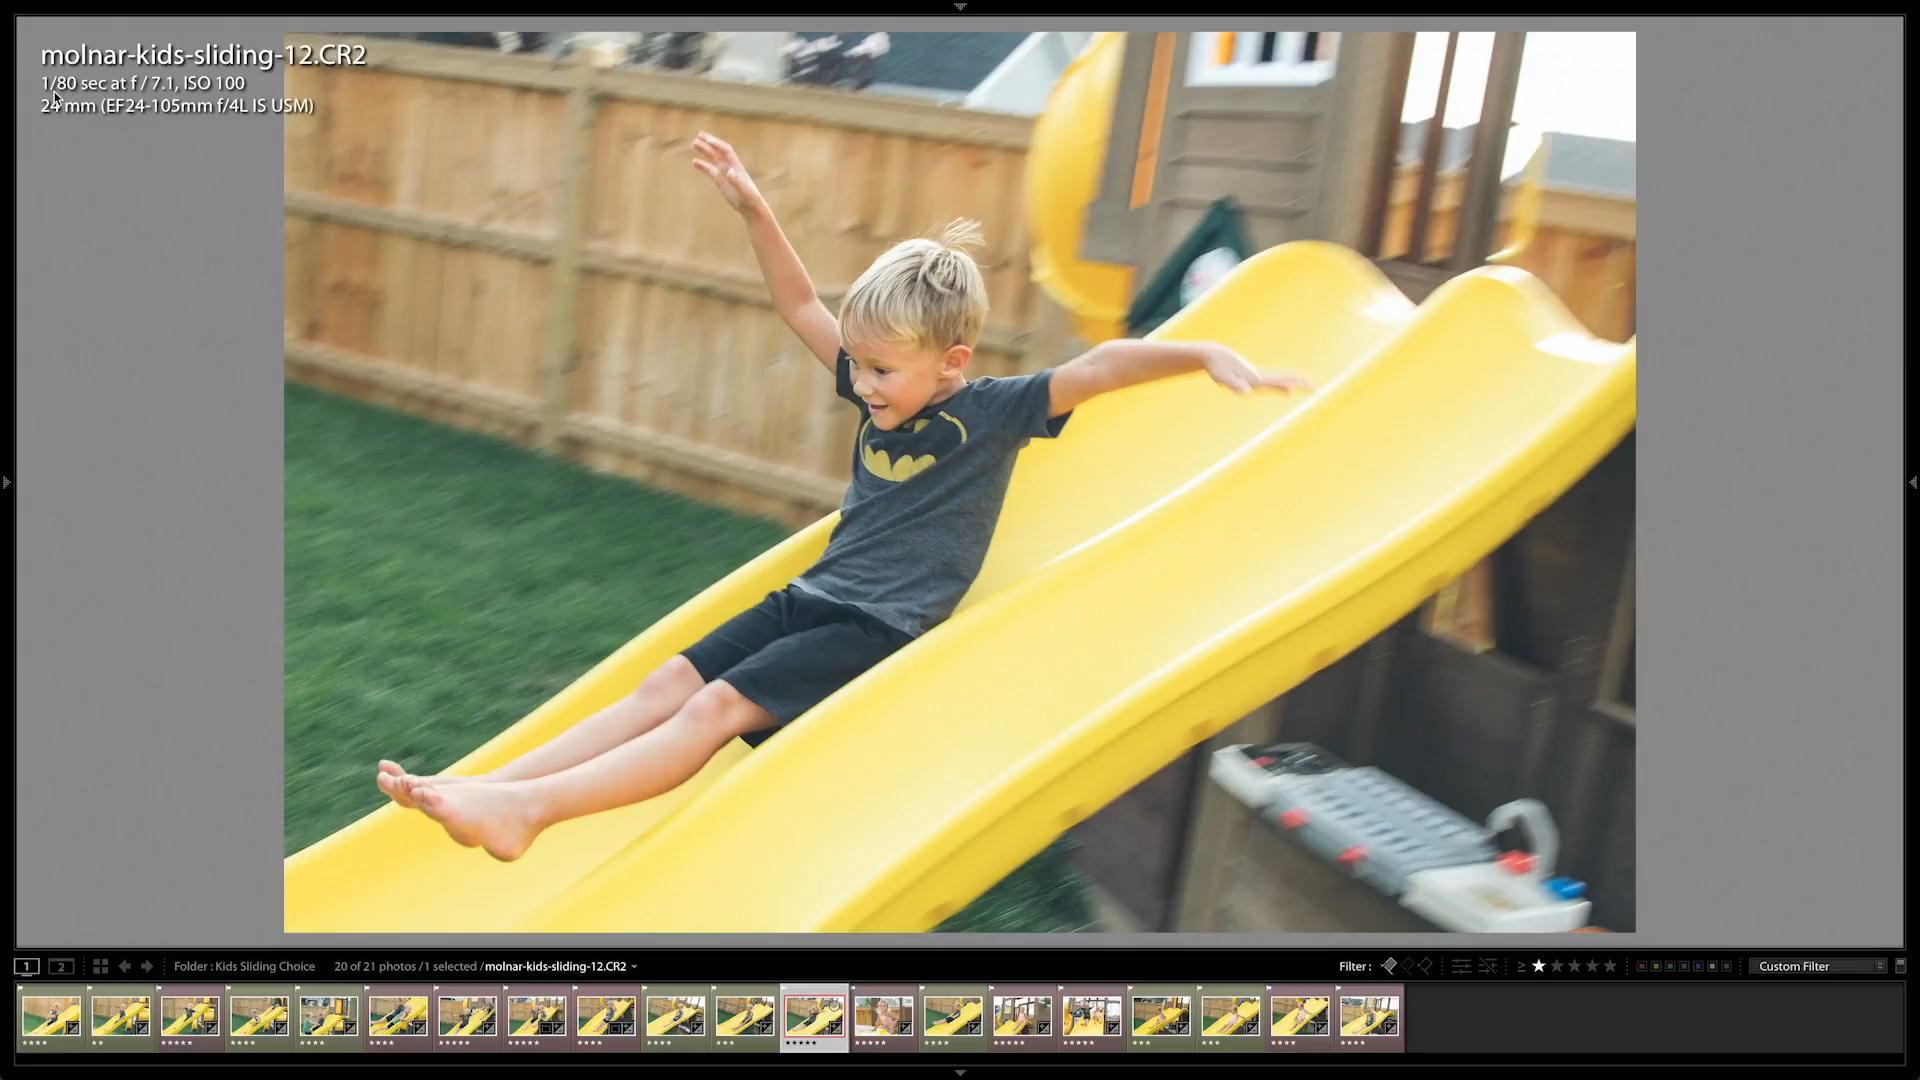 molnar-kids-sliding-12.CR2
1/80 sec at f / 7.1, ISO 100
24 mm (EF24-105mm f/4L IS USM)
1 2 Folder : Kids Sliding Choice 20 of 21 photos / 1 selected / molnar-kids-sliding-12.CR2 Filter : ≥ Custom Filter